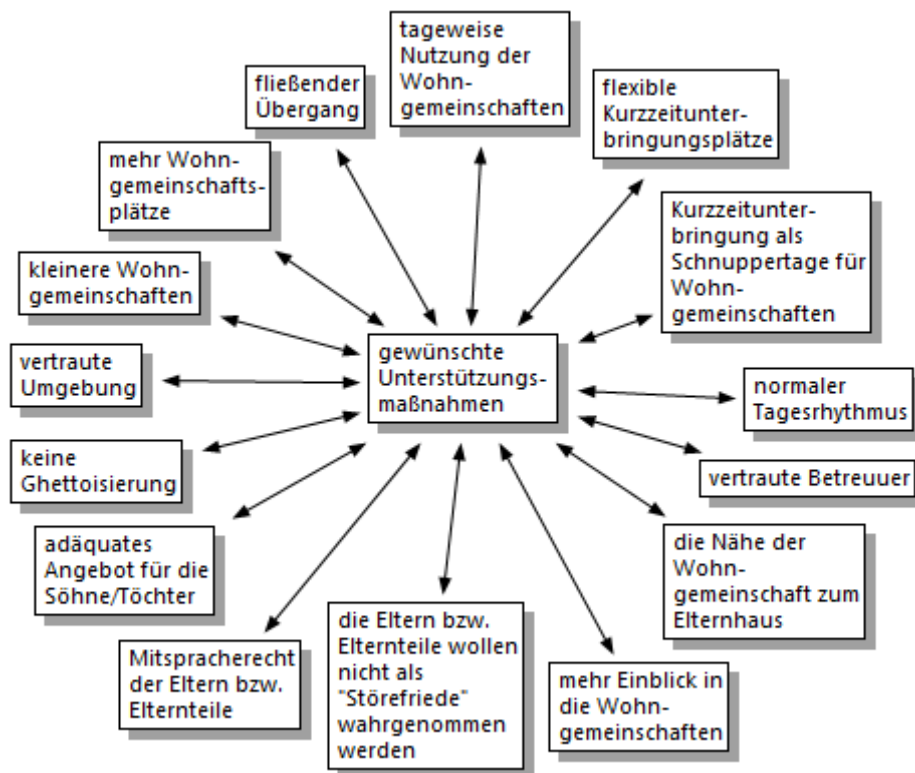 tageweise
Nutzung der
Wohn-
gemeinschaften
fließender
Übergang
flexible
Kurzzeitunter-
bringungsplätze
mehr Wohn-
gemeinschafts-
plätze
Kurzzeitunter-
bringung als
Schnuppertage für
Wohn-
gemeinschaften
kleinere Wohn-
gemeinschaften
gewünschte
Unterstützungs-
maßnahmen
vertraute
Umgebung
normaler
Tagesrhythmus
keine
Ghettoisierung
vertraute Betreuer
adäquates
Angebot für die
Söhne/Töchter
die Nähe der
Wohn-
gemeinschaft zum
Elternhaus
Mitspracherecht
der Eltern bzw.
Elternteile
die Eltern bzw.
Elternteile wollen
nicht als
"Störefriede"
wahrgenommen
werden
mehr Einblick in
die Wohn-
gemeinschaften